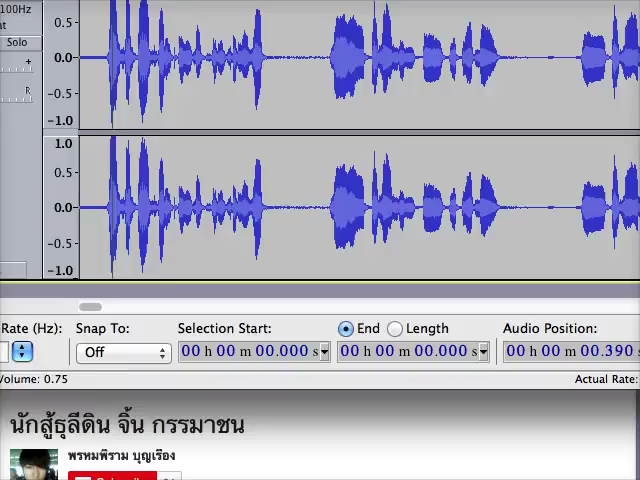 100Hz
Solo
+
R
0.5-
0.0-
-0.5-
-1.0
1.0
0.5-
0.0-
-0.5-
-1.0
Rate (Hz): Snap To: Selection Start: End Length Audio Position:
Off 00 h 00 m 00.000 s 00 h 00 m 00.000 s 00 h 00 m 00.390 s
Volume: 0.75 Actual Rate:
นักสู้ธุลีดิน จิ้น กรรมาชน
พรหมพิราม บุญเรือง